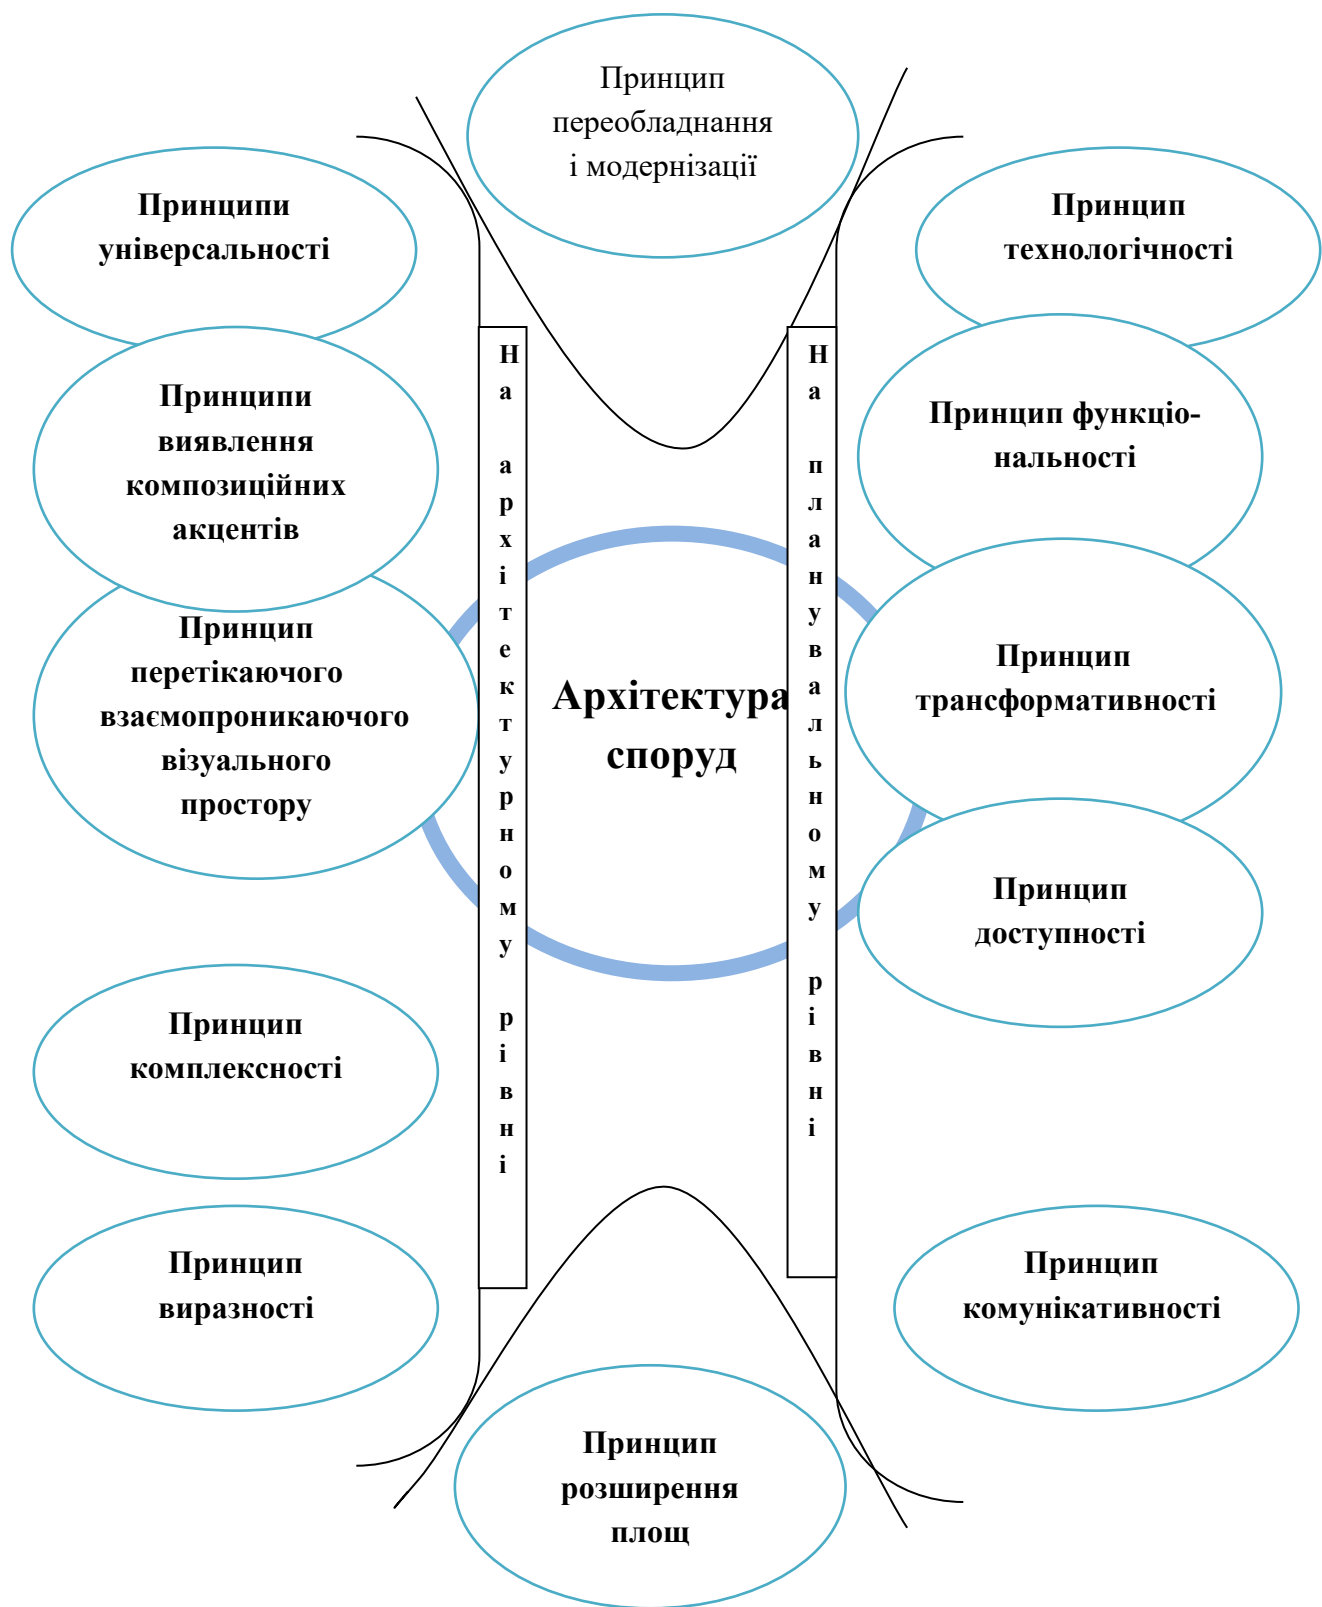 Принцип
переобладнання
і модернізації
Принципи
універсальності
Принцип
технологічності
Принципи
виявлення
композиційних
акцентів
Принцип функціо-
нальності
Принцип
перетікаючого
взаємопроникаючого
візуального
простору
На архітектурному рівні
Архітектура
споруд
На планувальному рівні
Принцип
трансформативності
Принцип
доступності
Принцип
комплексності
Принцип
виразності
Принцип
комунікативності
Принцип
розширення
площ